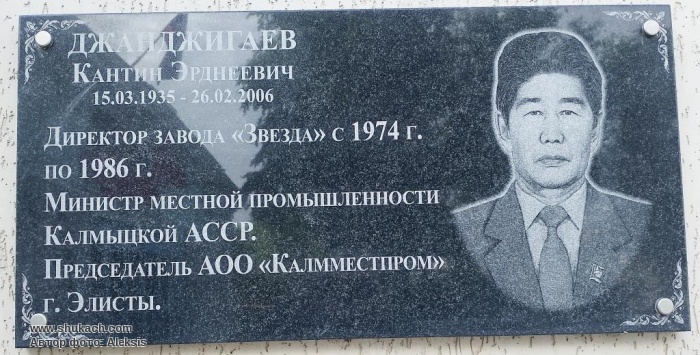 ДЖАНДЖИГАЕВ
КАНТИН ЭРДНЕЕВИЧ
15.03.1935 - 26.02.2006
ДИРЕКТОР ЗАВОДА «ЗВЕЗДА» С 1974 Г.
ПО 1986 Г.
МИНИСТР МЕСТНОЙ ПРОМЫШЛЕННОСТИ
КАЛМЫЦКОЙ АССР.
ПРЕДСЕДАТЕЛЬ АОО «КАЛММЕСТПРОМ»
Г. ЭЛИСТЫ.
www.shukach.com
Автор фото: Aleksis